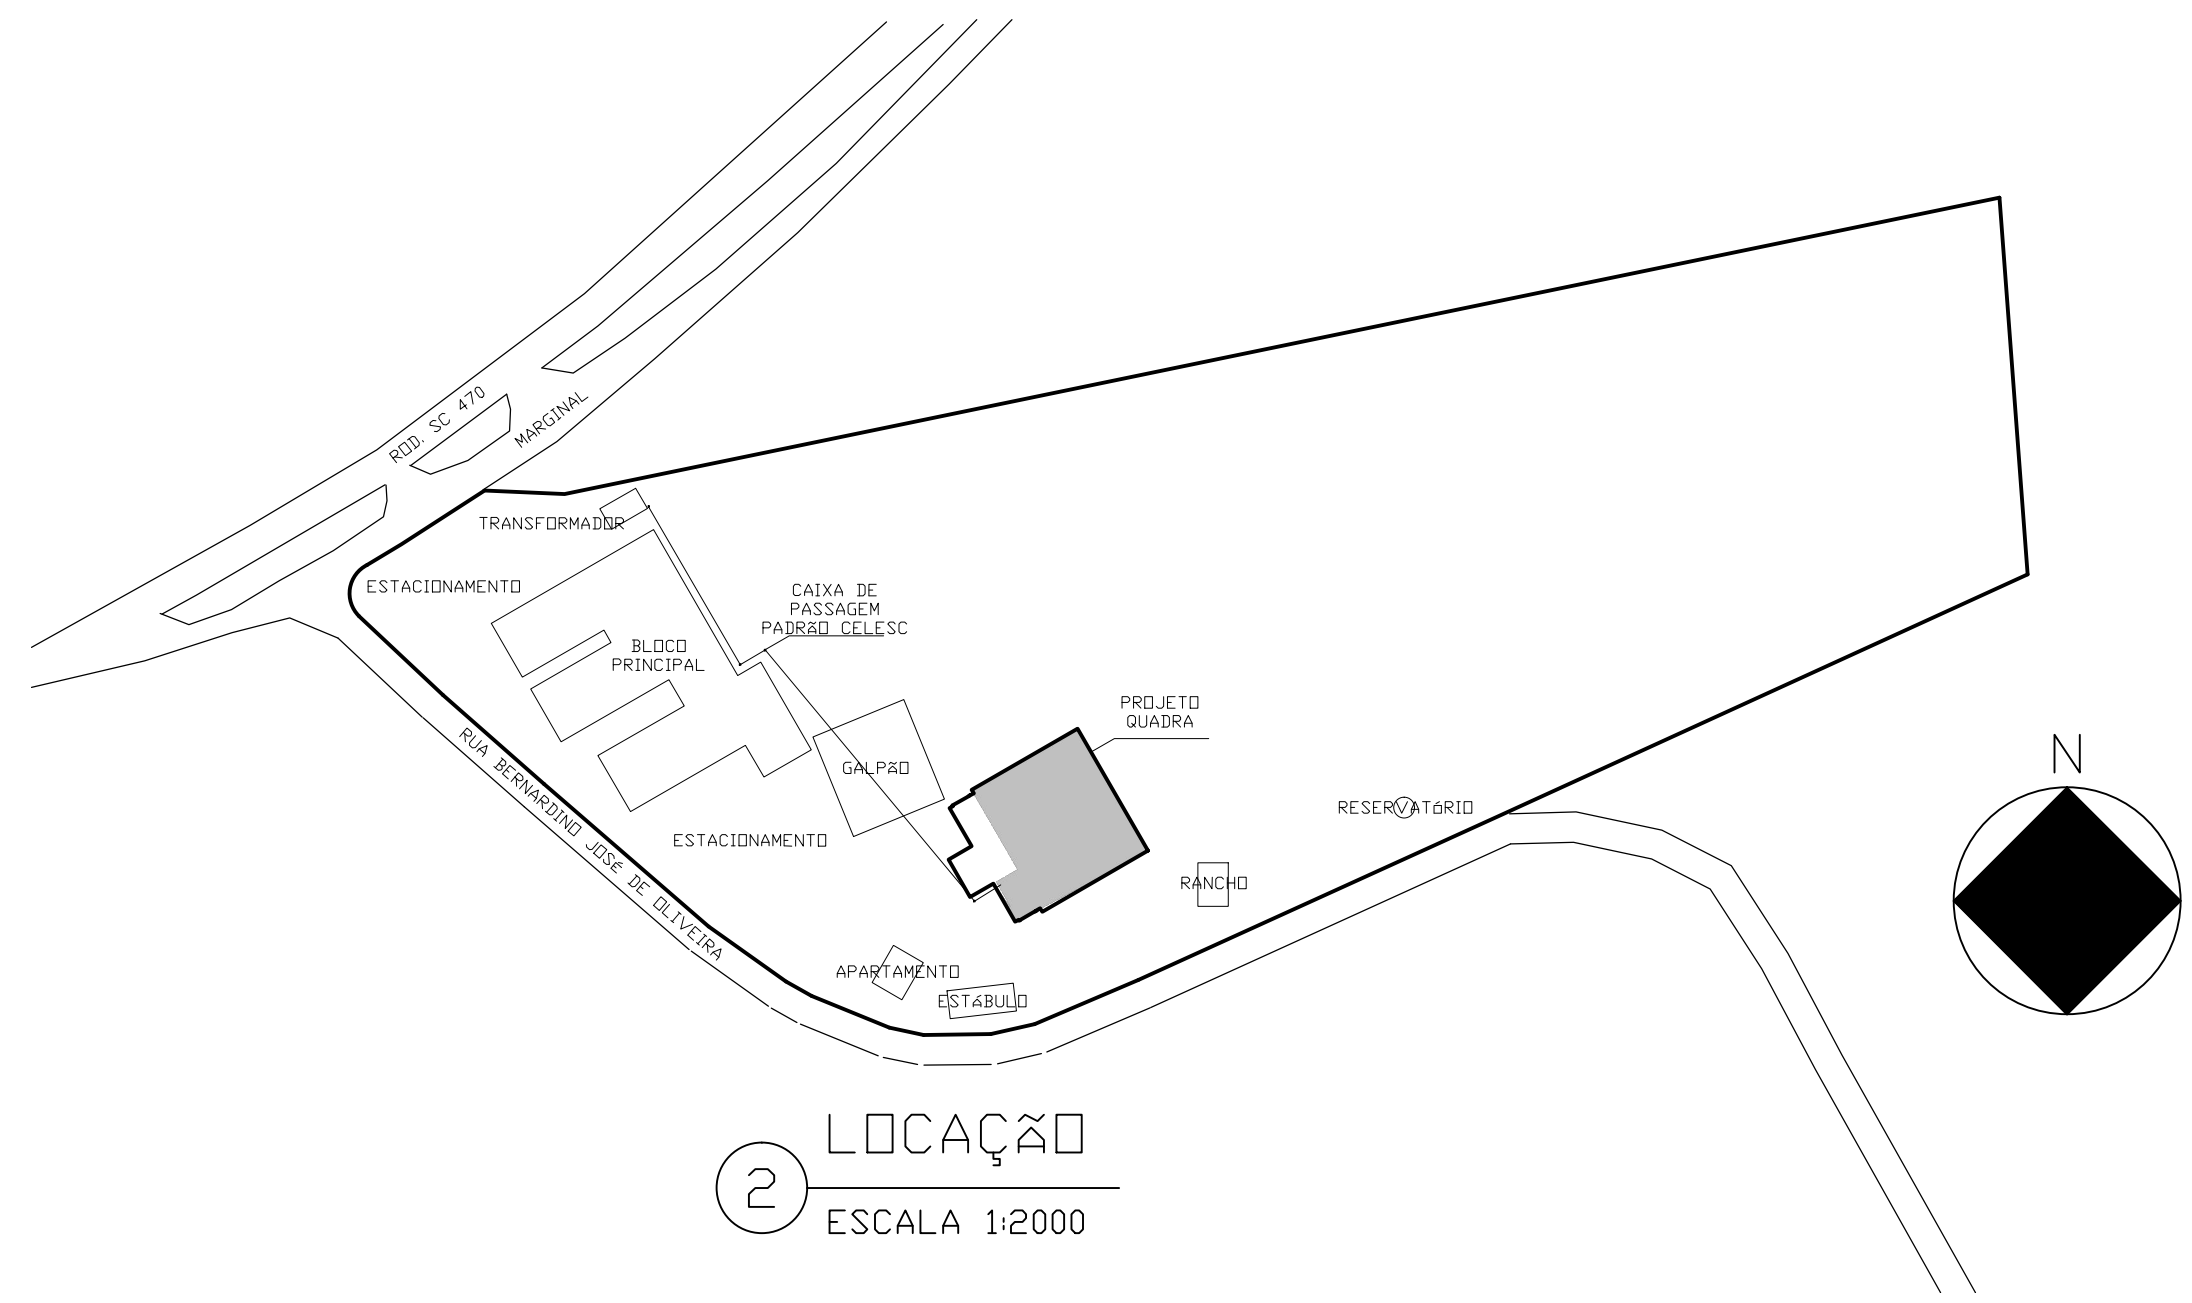 ROD. SC 470
MARGINAL
TRANSFORMADOR
ESTACIONAMENTO
CAIXA DE
PASSAGEM
PADRÃO CELESC
BLOCO
PRINCIPAL
PROJETO
QUADRA
RUA BERNARDINO JOSÉ DE OLIVEIRA
GALPÃO
N
RESERVATÓRIO
ESTACIONAMENTO
RANCHO
APARTAMENTO
ESTÁBULO
LOCAÇÃO
2
ESCALA 1:2000